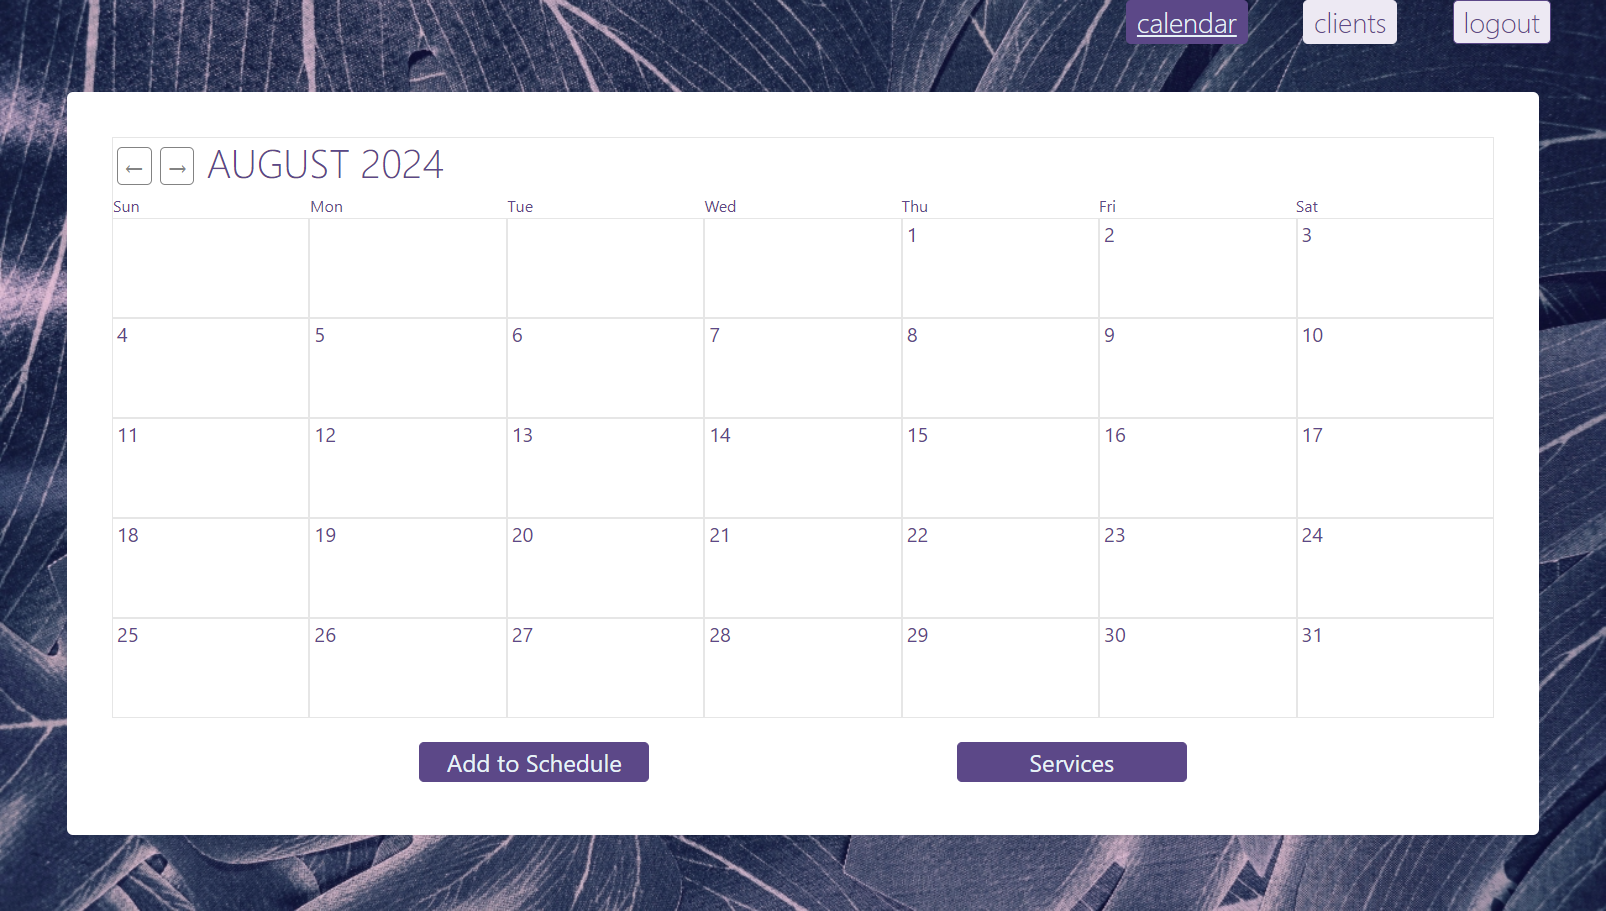 calendar clients logout
← → AUGUST 2024
Sun Mon Tue Wed Thu Fri Sat
1 2 3
4 5 6 7 8 9 10
11 12 13 14 15 16 17
18 19 20 21 22 23 24
25 26 27 28 29 30 31
Add to Schedule Services